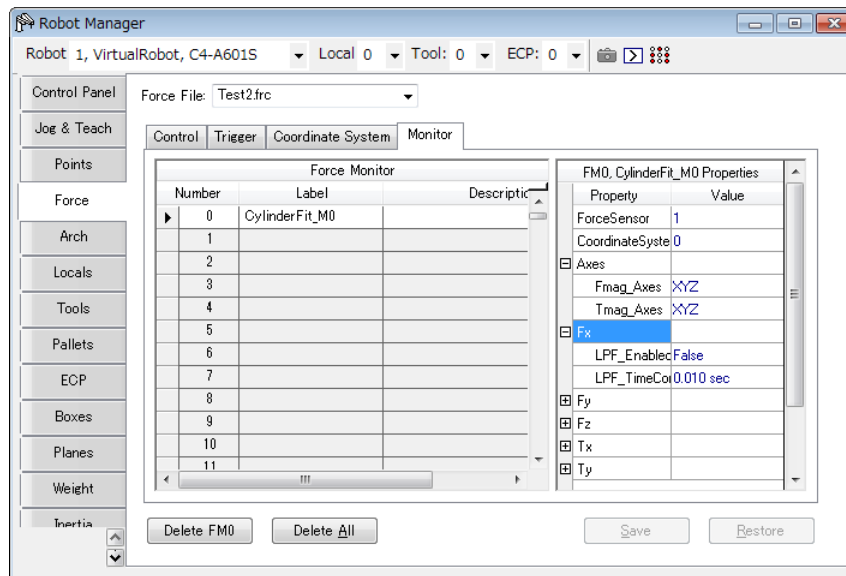 Robot Manager
Robot 1, VirtualRobot, C4-A601S Local 0 Tool: 0 ECP: 0
Control Panel
Jog & Teach
Points
Force
Arch
Locals
Tools
Pallets
ECP
Boxes
Planes
Weight
Inertia
Force File: Test2.frc
Control Trigger Coordinate System Monitor
Force Monitor
Number Label Descriptic
0 CylinderFit_M0
1
2
3
4
5
6
7
8
9
10
11
FM0, CylinderFit_M0 Properties
Property Value
ForceSensor 1
CoordinateSyste 0
Axes
Fmag_Axes XYZ
Tmag_Axes XYZ
Fx
LPF_Enabled False
LPF_TimeCon 0.010 sec
Fy
Fz
Tx
Ty
Delete FM0 Delete All Save Restore